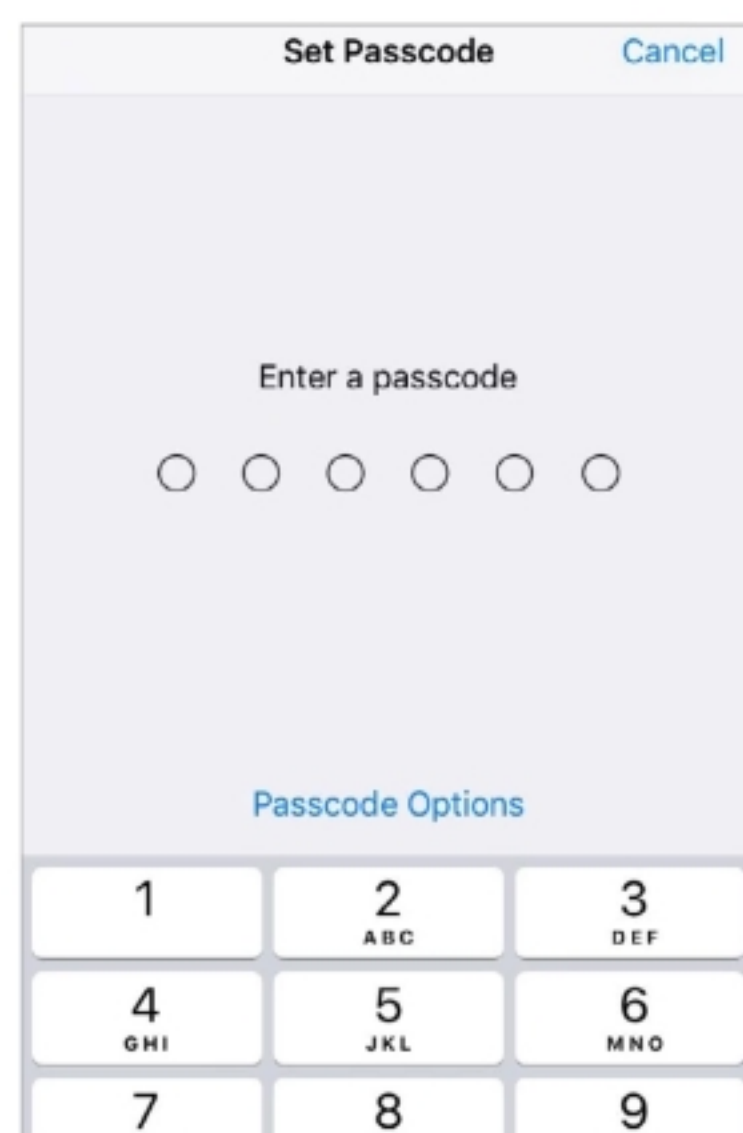 Set Passcode Cancel
Enter a passcode
Passcode Options
1 2 3
ABC DEF
4 5 6
GHI JKL MNO
7 8 9